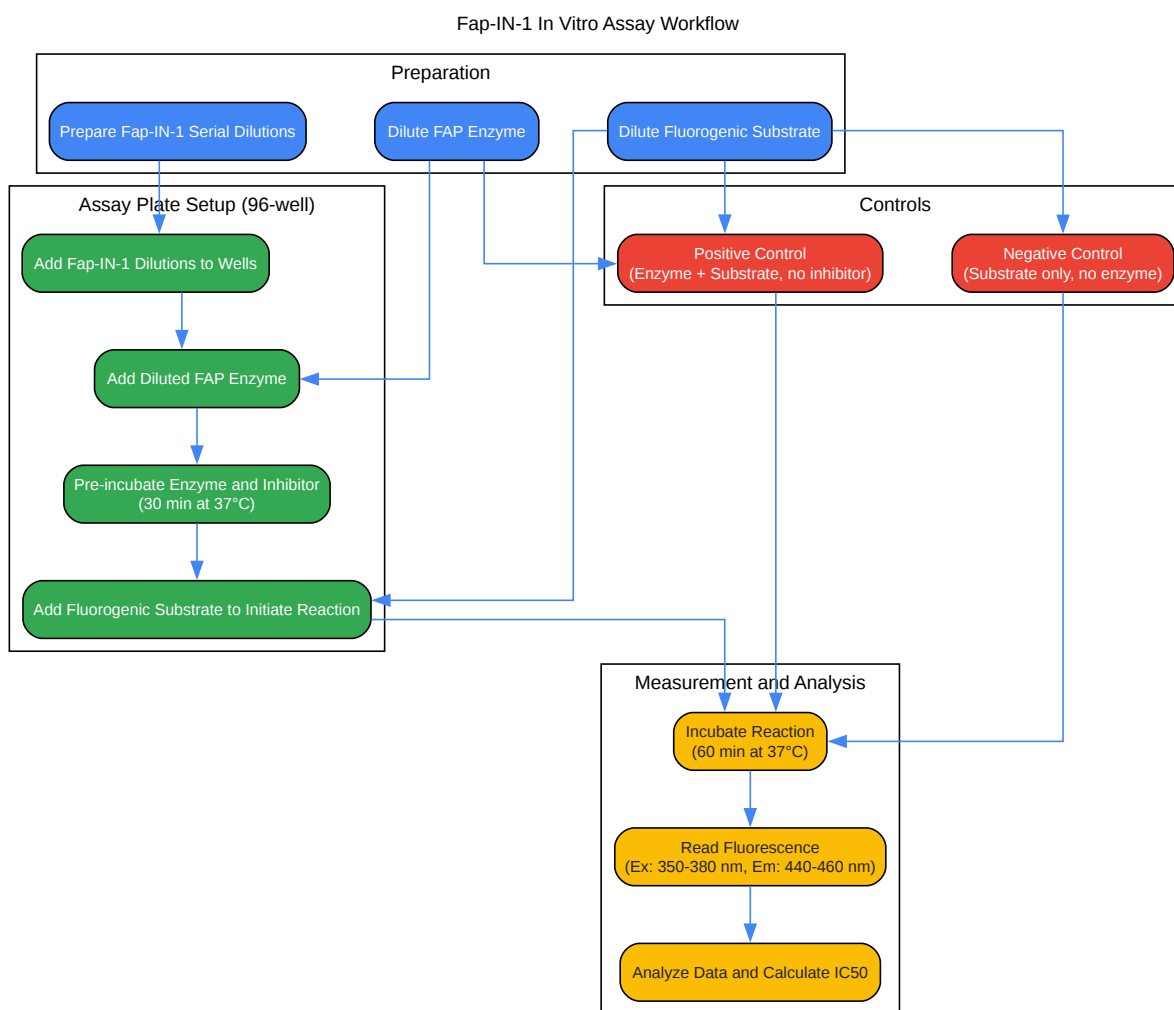 Fap-IN-1 In Vitro Assay Workflow
Preparation
Prepare Fap-IN-1 Serial Dilutions
Dilute FAP Enzyme
Dilute Fluorogenic Substrate
Assay Plate Setup (96-well)
Add Fap-IN-1 Dilutions to Wells
Add Diluted FAP Enzyme
Pre-incubate Enzyme and Inhibitor
(30 min at 37°C)
Add Fluorogenic Substrate to Initiate Reaction
Controls
Positive Control
(Enzyme + Substrate, no inhibitor)
Negative Control
(Substrate only, no enzyme)
Measurement and Analysis
Incubate Reaction
(60 min at 37°C)
Read Fluorescence
(Ex: 350-380 nm, Em: 440-460 nm)
Analyze Data and Calculate IC50